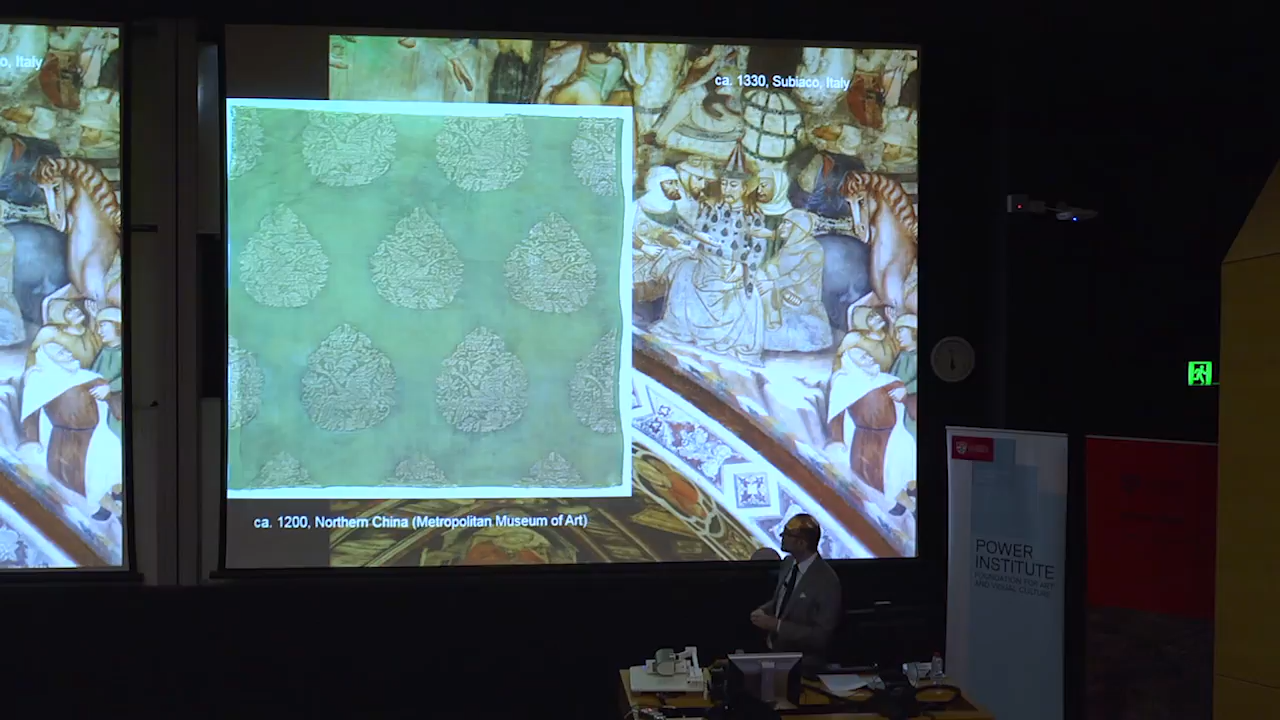 o, Italy
ca. 1330, Subiaco, Italy
ca. 1200, Northern China (Metropolitan Museum of Art)
POWER
INSTITUTE
FOUNDATION FOR ART
AND VISUAL CULTURE